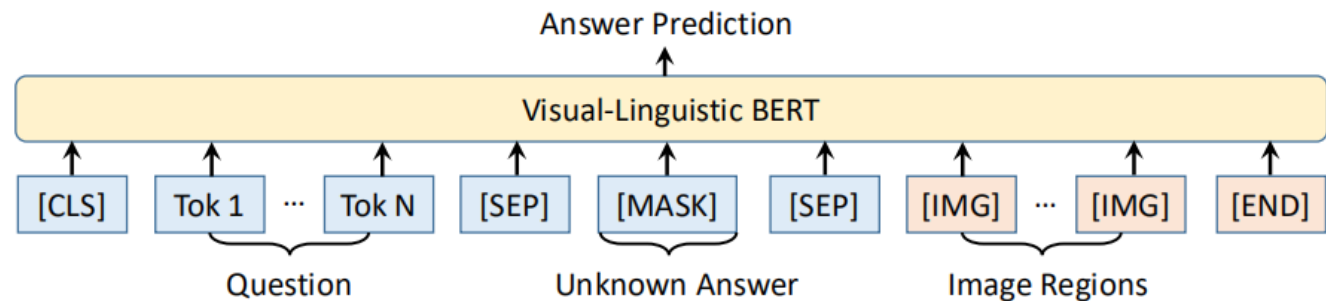 Answer Prediction
Visual-Linguistic BERT
[CLS] Tok 1 ... Tok N [SEP] [MASK] [SEP] [IMG] ... [IMG] [END]
Question Unknown Answer Image Regions